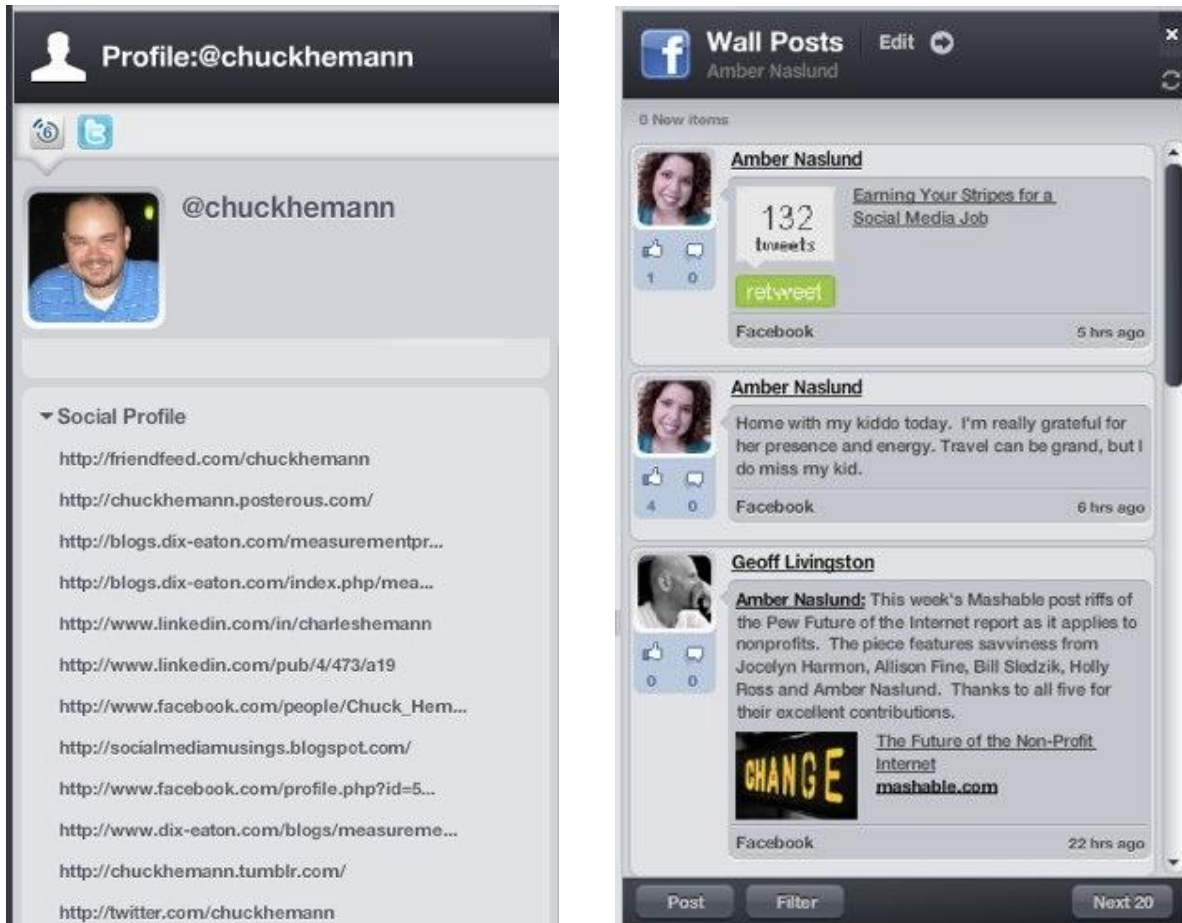 Profile:@chuckhemann
6
@chuckhemann
Social Profile
http://friendfeed.com/chuckhemann
http://chuckhemann.posterous.com/
http://blogs.dix-eaton.com/measurementpr...
http://blogs.dix-eaton.com/index.php/mea...
http://www.linkedin.com/in/charleshemann
http://www.linkedin.com/pub/4/473/a19
http://www.facebook.com/people/Chuck_Hem...
http://socialmediamusings.blogspot.com/
http://www.facebook.com/profile.php?id=5...
http://www.dix-eaton.com/blogs/measureme...
http://chuckhemann.tumblr.com/
http://twitter.com/chuckhemann
Wall Posts Edit
Amber Naslund
0 New items
Amber Naslund
132
tweets
retweet
Earning Your Stripes for a
Social Media Job
1 0
Facebook 5 hrs ago
Amber Naslund
Home with my kiddo today. I'm really grateful for
her presence and energy. Travel can be grand, but I
do miss my kid.
4 0
Facebook 6 hrs ago
Geoff Livingston
Amber Naslund: This week's Mashable post riffs of
the Pew Future of the Internet report as it applies to
nonprofits. The piece features savviness from
Jocelyn Harmon, Allison Fine, Bill Sledzik, Holly
Ross and Amber Naslund. Thanks to all five for
their excellent contributions.
0 0
CHANGE
The Future of the Non-Profit
Internet
mashable.com
Facebook 22 hrs ago
Post Filter Next 20